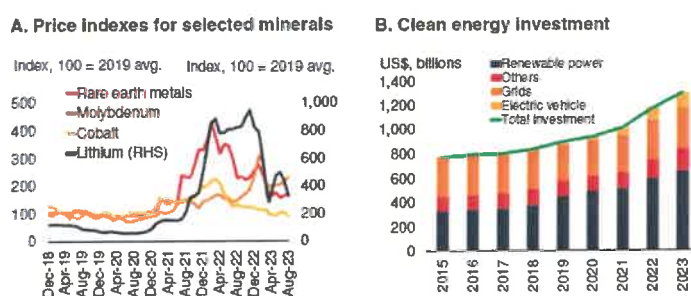 A. Price indexes for selected minerals
Index, 100 = 2019 avg.
Index, 100 = 2019 avg.
Rare earth metals
Molybdenum
Cobalt
Lithium (RHS)
500
400
300
200
100
0
1,000
800
600
400
200
0
Dec-18
Apr-19
Aug-19
Dec-19
Apr-20
Aug-20
Dec-20
Apr-21
Aug-21
Dec-21
Apr-22
Aug-22
Dec-22
Apr-23
Aug-23
B. Clean energy investment
US$, billions
Renewable power
Others
Grids
Electric vehicle
Total investment
1,400
1,200
1,000
800
600
400
200
0
2015
2016
2017
2018
2019
2020
2021
2022
2023